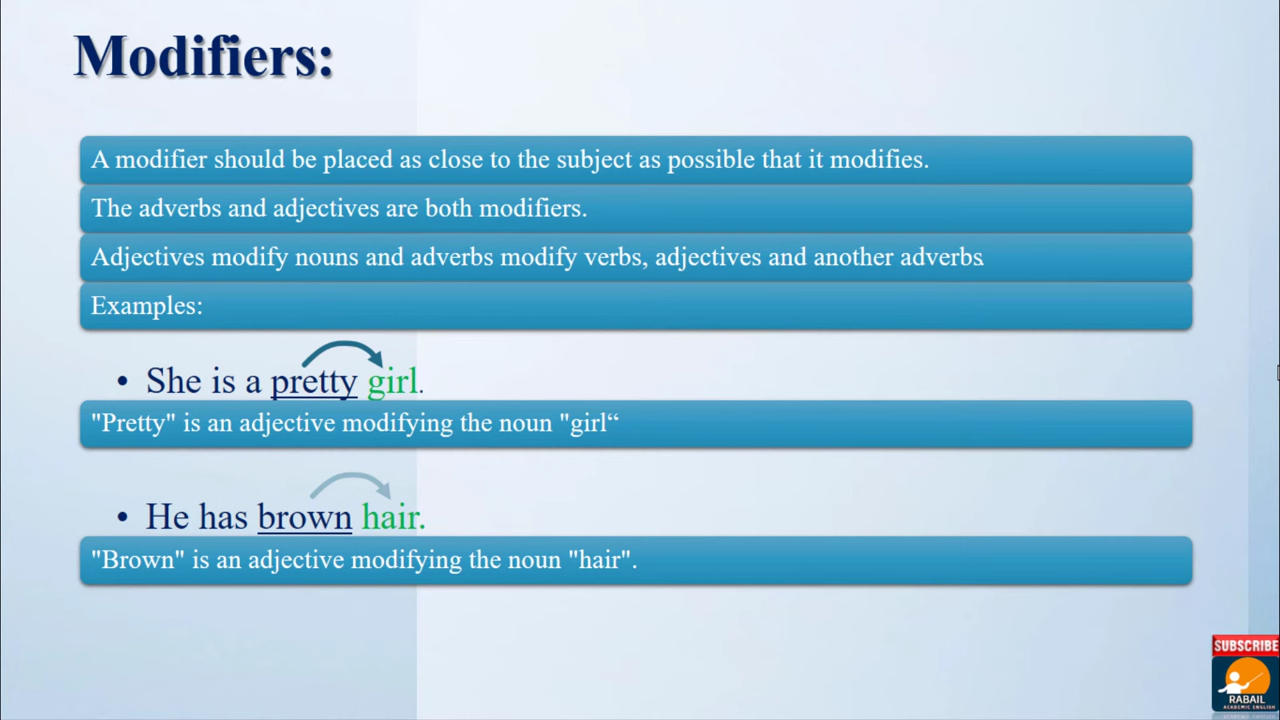 Modifiers:
A modifier should be placed as close to the subject as possible that it modifies.
The adverbs and adjectives are both modifiers.
Adjectives modify nouns and adverbs modify verbs, adjectives and another adverbs.
Examples:
• She is a pretty girl.
"Pretty" is an adjective modifying the noun "girl“
• He has brown hair.
"Brown" is an adjective modifying the noun "hair".
SUBSCRIBE
RABAIL
ACADEMIC ENGLISH